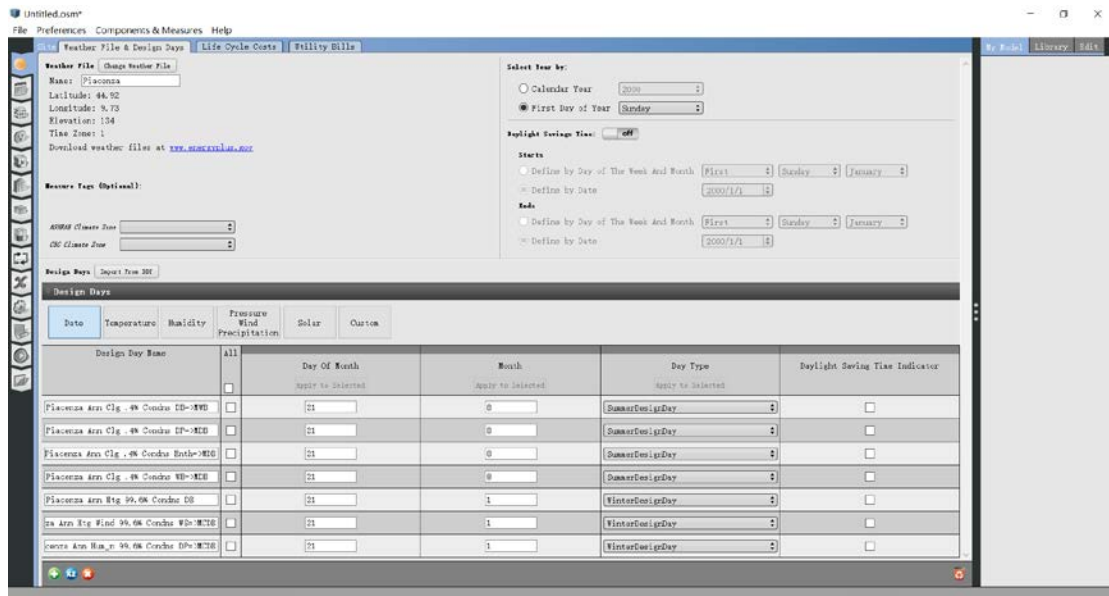 Untitled.osm*
File Preferences Components & Measures Help
Site Weather File & Design Days Life Cycle Costs Utility Bills
My Model Library Edit
Weather File Change Weather File
Name: Piacenza
Latitude: 44.92
Longitude: 9.73
Elevation: 134
Time Zone: 1
Download weather files at www.energyplus.gov
Measure Tags (Optional):
ASHRAE Climate Zone
CEC Climate Zone
Select Year by:
Calendar Year 2000
First Day of Year Sunday
Daylight Savings Time: off
Starts
Define by Day of The Week And Month First Sunday January
Define by Date 2000/1/1
Ends
Define by Day of The Week And Month First Sunday January
Define by Date 2000/1/1
Design Days Import From DDY
Design Days
Date Temperature Humidity Pressure Wind Precipitation Solar Custom
Design Day Name All Day Of Month Month Day Type Daylight Saving Time Indicator
Apply to Selected Apply to Selected Apply to Selected
Piacenza Ann Clg .4% Condns DB=>MWB 21 8 SummerDesignDay
Piacenza Ann Clg .4% Condns DP=>MDB 21 8 SummerDesignDay
Piacenza Ann Clg .4% Condns Enth=>MDB 21 8 SummerDesignDay
Piacenza Ann Clg .4% Condns WB=>MDB 21 8 SummerDesignDay
Piacenza Ann Htg 99.6% Condns DB 21 1 WinterDesignDay
za Ann Htg Wind 99.6% Condns WS=>MCDB 21 1 WinterDesignDay
cenza Ann Hum_n 99.6% Condns DP=>MCDB 21 1 WinterDesignDay